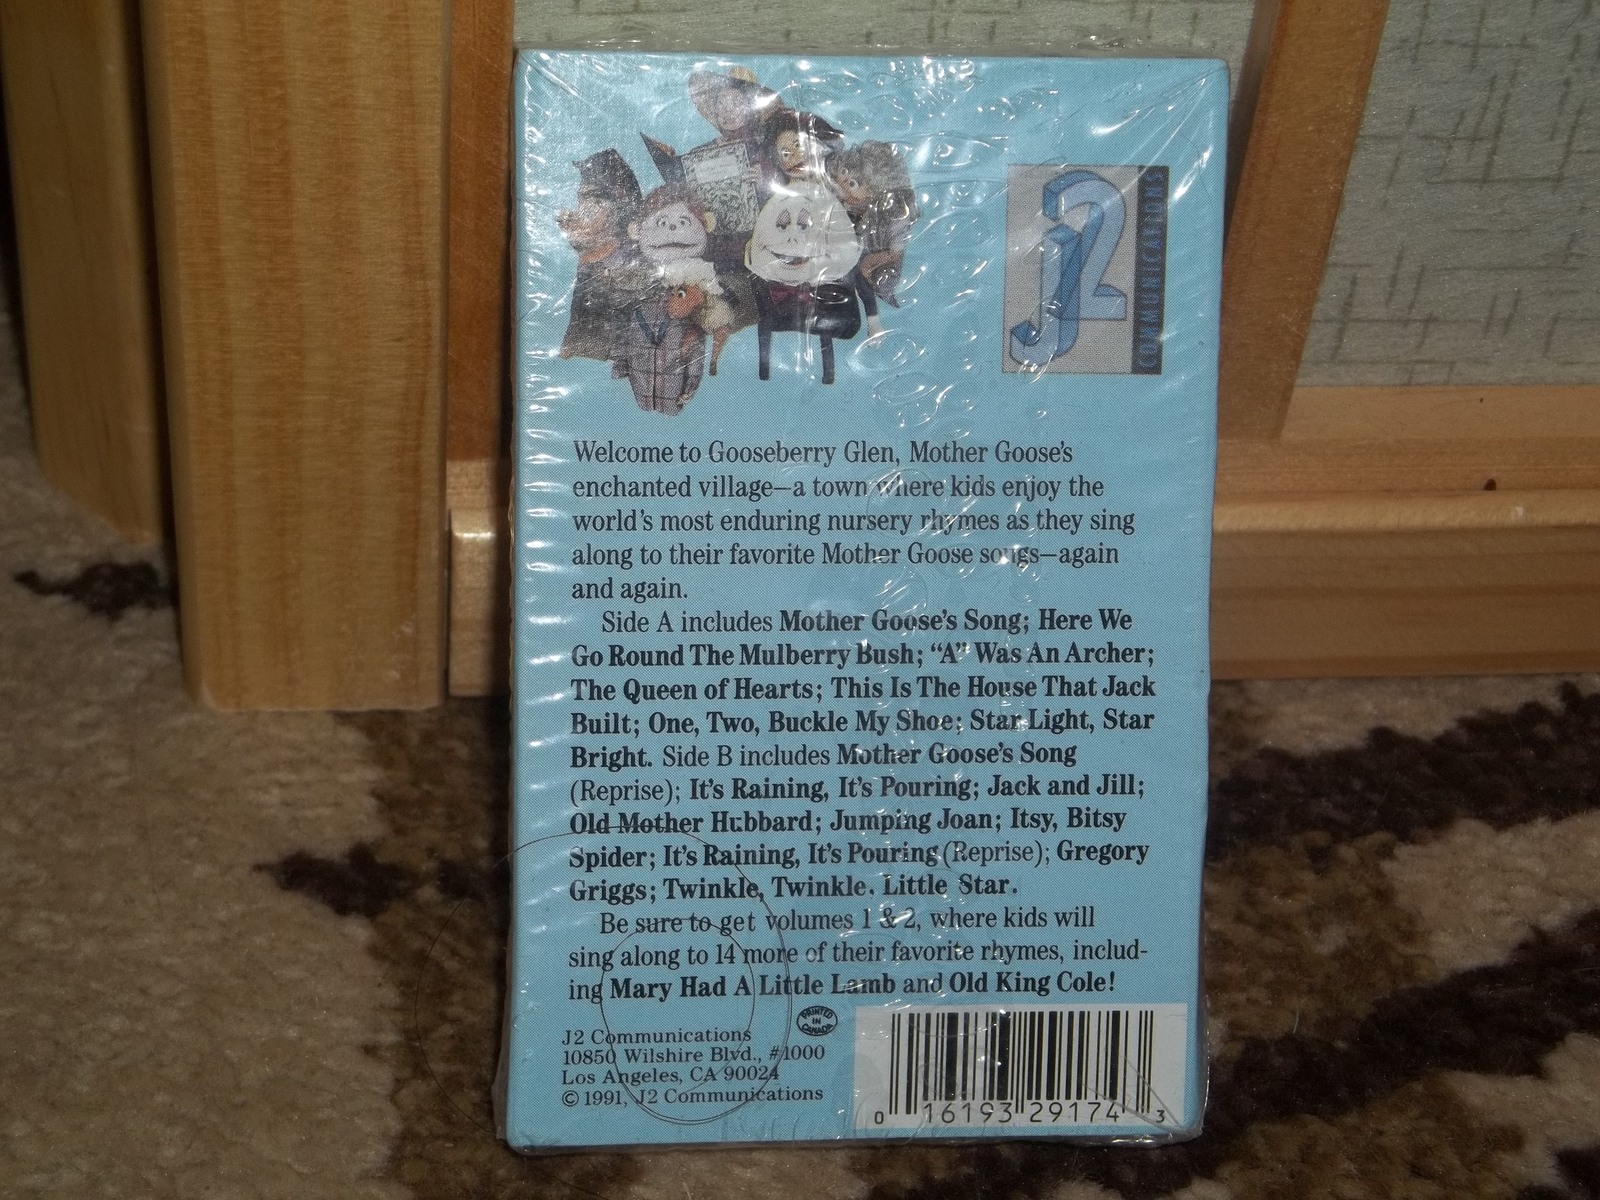 j2
COMMUNICATIONS
Welcome to Gooseberry Glen, Mother Goose's
enchanted village—a town where kids enjoy the
world's most enduring nursery rhymes as they sing
along to their favorite Mother Goose songs—again
and again.
Side A includes Mother Goose's Song; Here We
Go Round The Mulberry Bush; “A” Was An Archer;
The Queen of Hearts; This Is The House That Jack
Built; One, Two, Buckle My Shoe; Star Light, Star
Bright. Side B includes Mother Goose's Song
(Reprise); It's Raining, It's Pouring; Jack and Jill;
Old Mother Hubbard; Jumping Joan; Itsy, Bitsy
Spider; It's Raining, It's Pouring (Reprise); Gregory
Griggs; Twinkle, Twinkle. Little Star.
Be sure to get volumes 1 & 2, where kids will
sing along to 14 more of their favorite rhymes, includ-
ing Mary Had A Little Lamb and Old King Cole!
PRINTED
IN
CANADA
J2 Communications
10850 Wilshire Blvd., #1000
Los Angeles, CA 90024
© 1991, J2 Communications
0 16193 29174 3